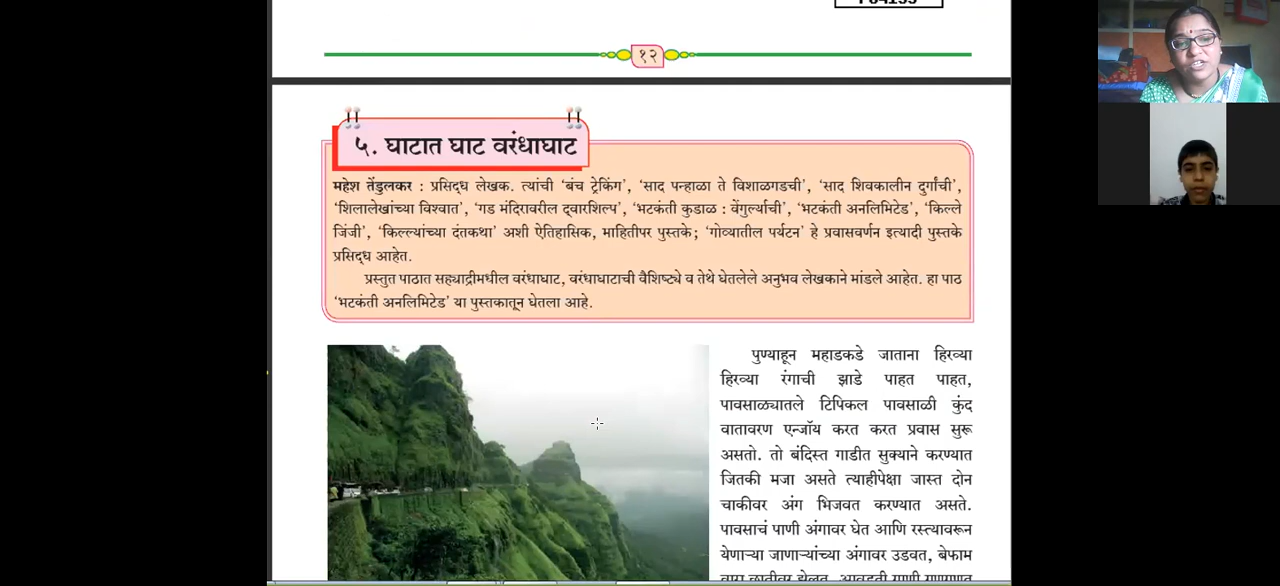 १२
५. घाटात घाट वरंधाघाट
महेश तेंडुलकर : प्रसिद्ध लेखक. त्यांची ‘बंच ट्रेकिंग’, ‘साद पन्हाळा ते विशाळगडची’, ‘साद शिवकालीन दुर्गांची’,
‘शिलालेखांच्या विश्वात’, ‘गड मंदिरावरील द्वारशिल्प’, ‘भटकंती कुडाळ : वेंगुर्ल्याची’, ‘भटकंती अनलिमिटेड’, ‘किल्ले
जिंजी’, ‘किल्ल्यांच्या दंतकथा’ अशी ऐतिहासिक, माहितीपर पुस्तके; ‘गोव्यातील पर्यटन’ हे प्रवासवर्णन इत्यादी पुस्तके
प्रसिद्ध आहेत.
प्रस्तुत पाठात सह्याद्रीमधील वरंधाघाट, वरंधाघाटाची वैशिष्ट्ये व तेथे घेतलेले अनुभव लेखकाने मांडले आहेत. हा पाठ
‘भटकंती अनलिमिटेड’ या पुस्तकातून घेतला आहे.
पुण्याहून महाडकडे जाताना हिरव्या
हिरव्या रंगाची झाडे पाहत पाहत,
पावसाळ्यातले टिपिकल पावसाळी कुंद
वातावरण एन्जॉय करत करत प्रवास सुरू
असतो. तो बंदिस्त गाडीत सुक्याने करण्यात
जितकी मजा असते त्याहीपेक्षा जास्त दोन
चाकीवर अंग भिजवत करण्यात असते.
पावसाचं पाणी अंगावर घेत आणि रस्त्यावरून
येणाऱ्या जाणाऱ्यांच्या अंगावर उडवत, बेफाम